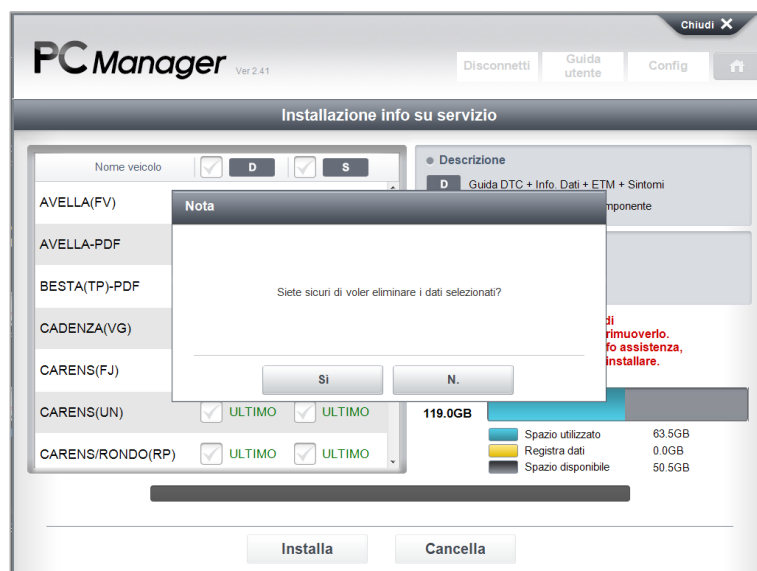 Chiudi
PC Manager Ver 2.41
Disconnetti
Guida utente
Config
Installazione info su servizio
Nome veicolo D S
AVELLA(FV)
AVELLA-PDF
BESTA(TP)-PDF
CADENZA(VG)
CARENS(FJ)
CARENS(UN) ULTIMO ULTIMO
CARENS/RONDO(RP) ULTIMO ULTIMO
Descrizione
D Guida DTC + Info. Dati + ETM + Sintomi
mponente
Nota
Siete sicuri di voler eliminare i dati selezionati?
Sì
N.
di
rimuoverlo.
fo assistenza,
installare.
119.0GB
Spazio utilizzato 63.5GB
Registra dati 0.0GB
Spazio disponibile 50.5GB
Installa
Cancella